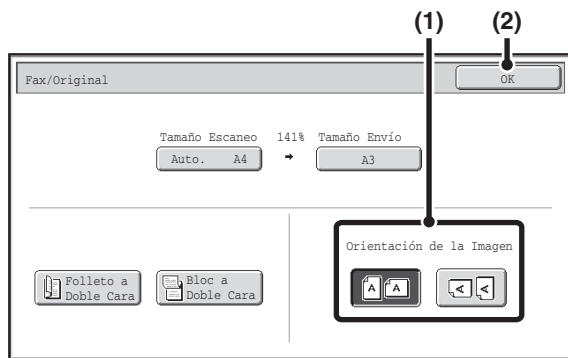 (1) (2)
Fax/Original OK
Tamaño Escaneo 141% Tamaño Envío
Auto. A4 → A3
Orientación de la Imagen
Folleto a
Doble Cara
Bloc a
Doble Cara
A A A A